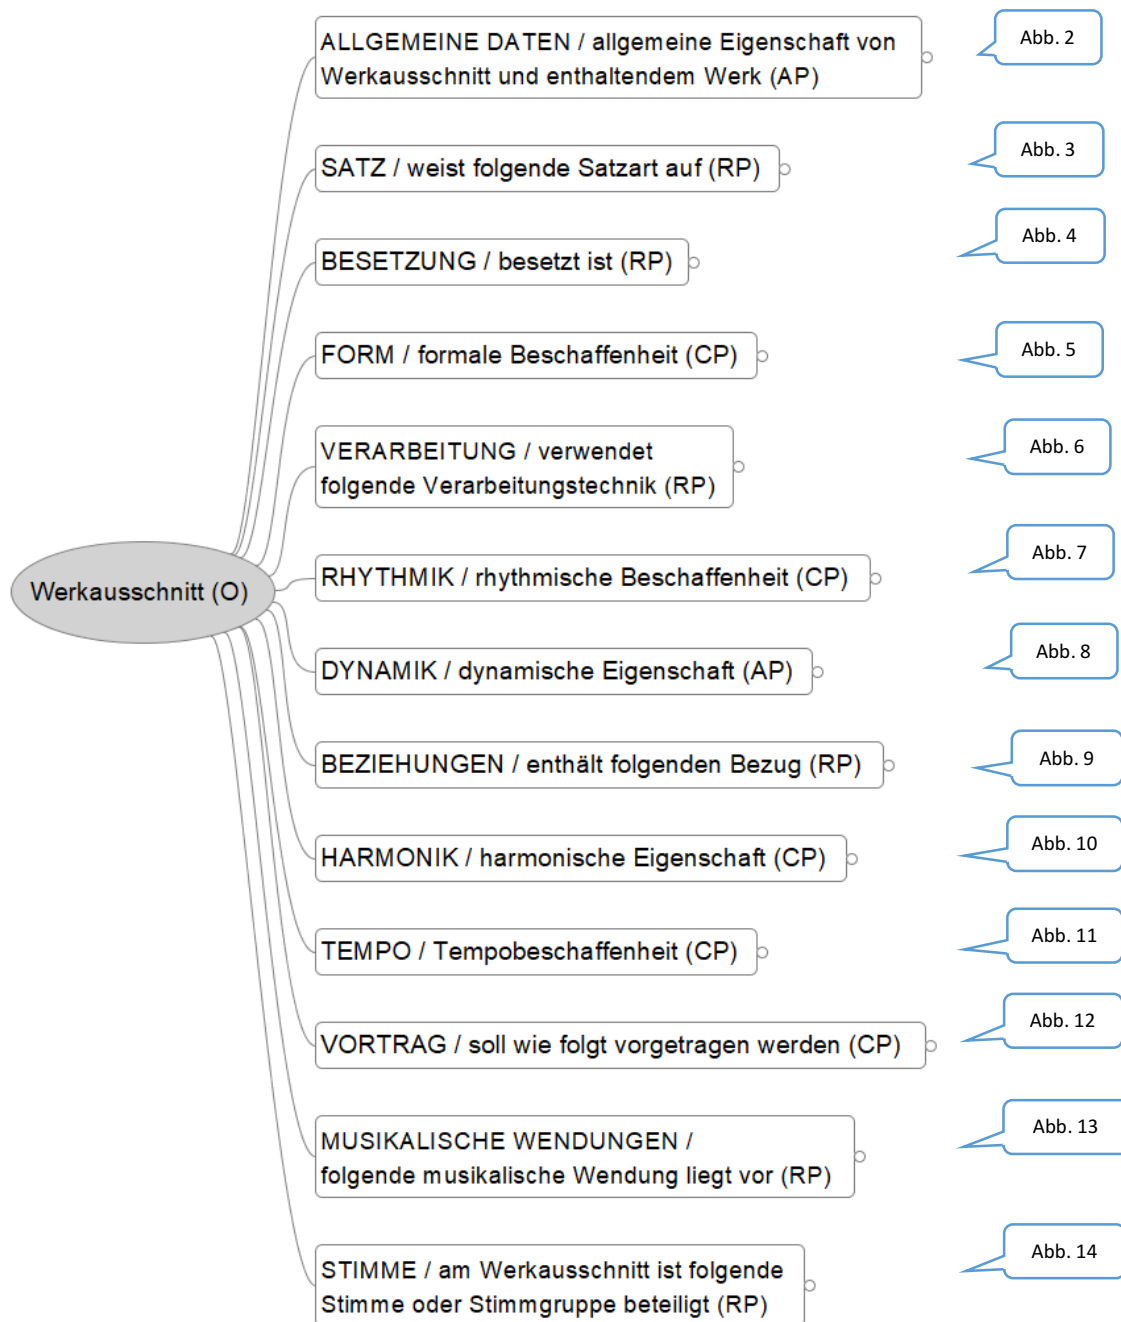 ALLGEMEINE DATEN / allgemeine Eigenschaft von
Werkausschnitt und enthaltendem Werk (AP)
Abb. 2
SATZ / weist folgende Satzart auf (RP)
Abb. 3
BESETZUNG / besetzt ist (RP)
Abb. 4
FORM / formale Beschaffenheit (CP)
Abb. 5
VERARBEITUNG / verwendet
folgende Verarbeitungstechnik (RP)
Abb. 6
Werkausschnitt (O)
RHYTHMIK / rhythmische Beschaffenheit (CP)
Abb. 7
DYNAMIK / dynamische Eigenschaft (AP)
Abb. 8
BEZIEHUNGEN / enthält folgenden Bezug (RP)
Abb. 9
HARMONIK / harmonische Eigenschaft (CP)
Abb. 10
TEMPO / Tempobeschaffenheit (CP)
Abb. 11
VORTRAG / soll wie folgt vorgetragen werden (CP)
Abb. 12
MUSIKALISCHE WENDUNGEN /
folgende musikalische Wendung liegt vor (RP)
Abb. 13
STIMME / am Werkausschnitt ist folgende
Stimme oder Stimmgruppe beteiligt (RP)
Abb. 14